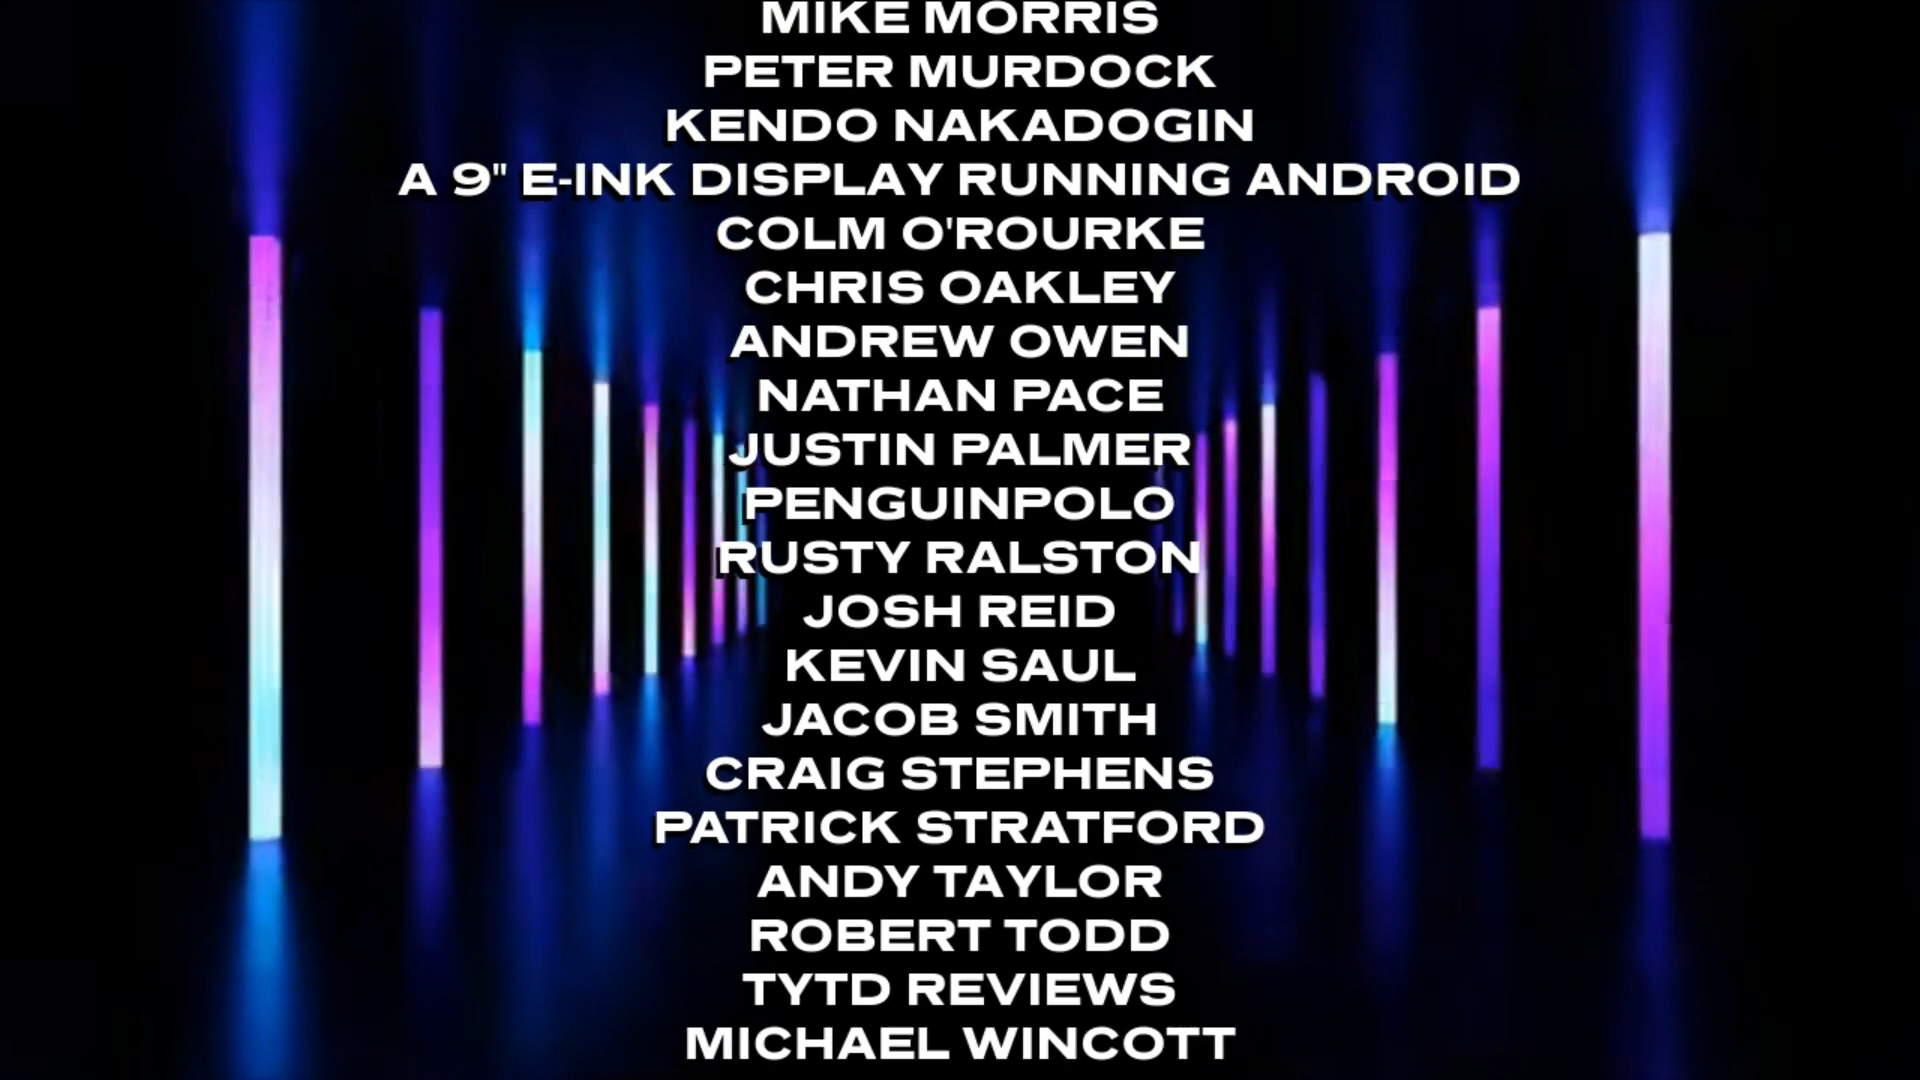 MIKE MORRIS
PETER MURDOCK
KENDO NAKADOGIN
A 9" E-INK DISPLAY RUNNING ANDROID
COLM O'ROURKE
CHRIS OAKLEY
ANDREW OWEN
NATHAN PACE
JUSTIN PALMER
PENGUINPOLO
RUSTY RALSTON
JOSH REID
KEVIN SAUL
JACOB SMITH
CRAIG STEPHENS
PATRICK STRATFORD
ANDY TAYLOR
ROBERT TODD
TYTD REVIEWS
MICHAEL WINCOTT